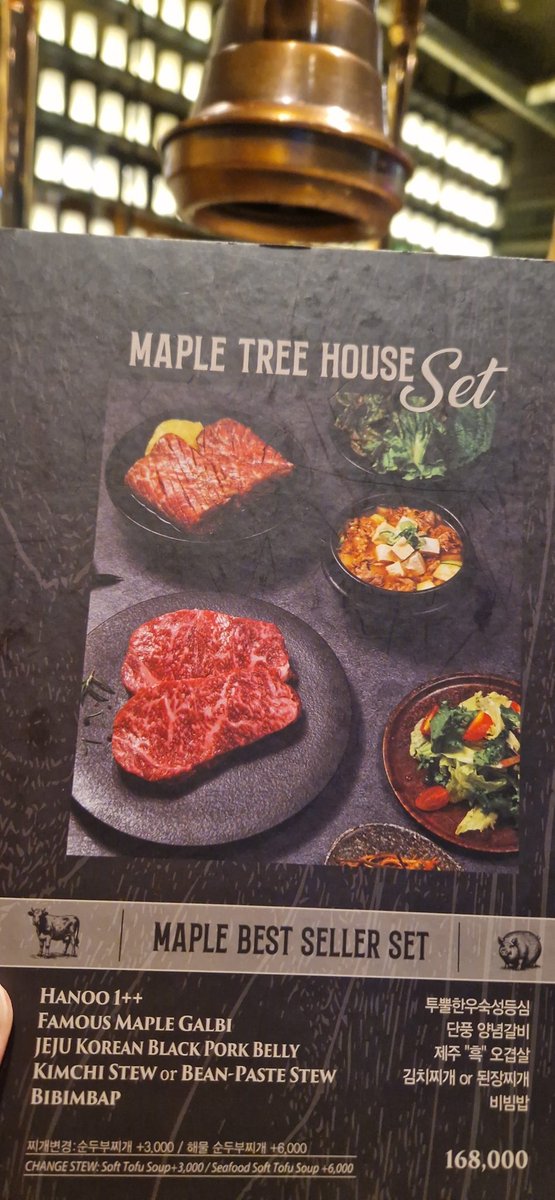 MAPLE TREE HOUSE Set
MAPLE BEST SELLER SET
HANOO 1++ 투뿔한우숙성등심
FAMOUS MAPLE GALBI 단풍 양념갈비
JEJU KOREAN BLACK PORK BELLY 제주 "흑" 오겹살
KIMCHI STEW or BEAN-PASTE STEW 김치찌개 or 된장찌개
BIBIMBAP 비빔밥
찌개변경: 순두부찌개 +3,000 / 해물 순두부찌개 +6,000
CHANGE STEW: Soft Tofu Soup+3,000 / Seafood Soft Tofu Soup +6,000
168,000